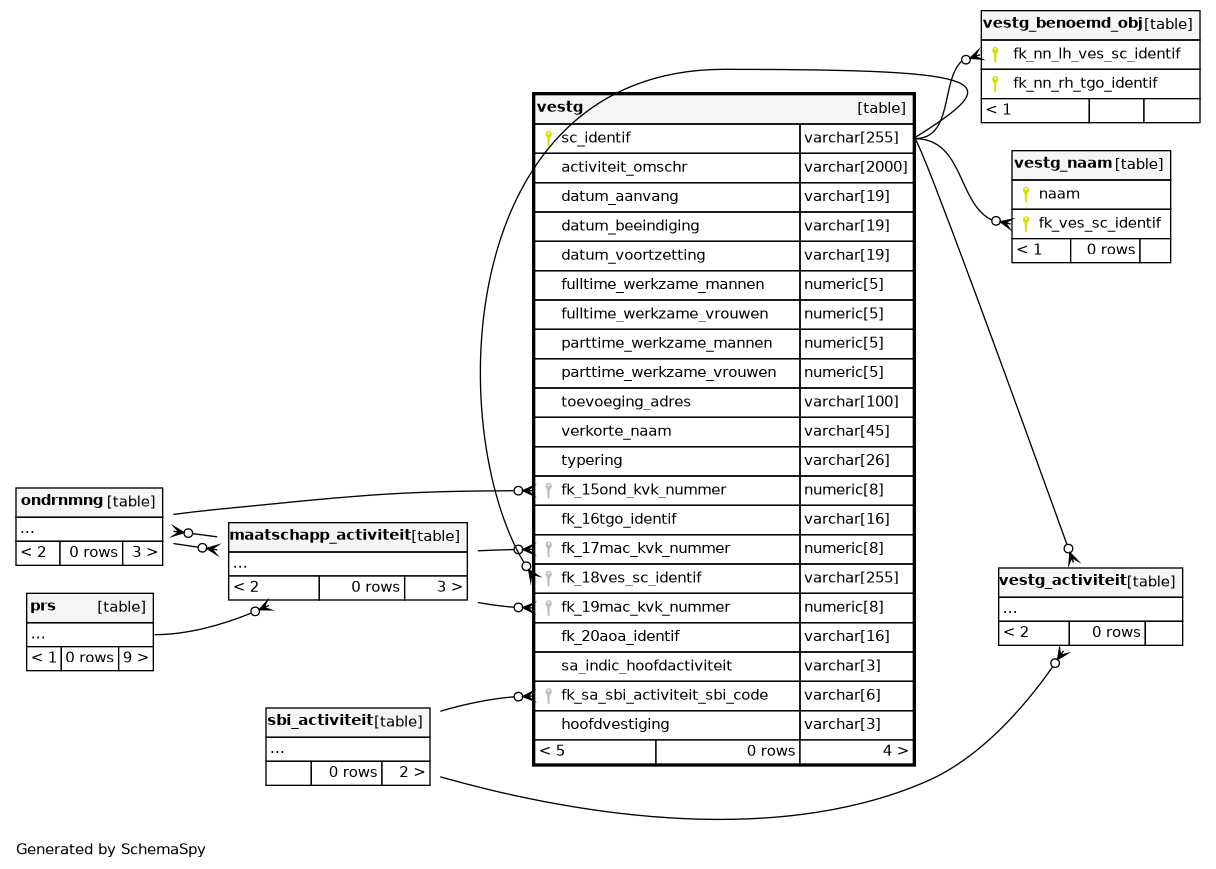 vestg_benoemd_obj [table]
fk_nn_lh_ves_sc_identif
fk_nn_rh_tgo_identif
< 1
vestg [table]
sc_identif varchar[255]
activiteit_omschr varchar[2000]
datum_aanvang varchar[19]
datum_beeindiging varchar[19]
datum_voortzetting varchar[19]
fulltime_werkzame_mannen numeric[5]
fulltime_werkzame_vrouwen numeric[5]
parttime_werkzame_mannen numeric[5]
parttime_werkzame_vrouwen numeric[5]
toevoeging_adres varchar[100]
verkorte_naam varchar[45]
typering varchar[26]
fk_15ond_kvk_nummer numeric[8]
fk_16tgo_identif varchar[16]
fk_17mac_kvk_nummer numeric[8]
fk_18ves_sc_identif varchar[255]
fk_19mac_kvk_nummer numeric[8]
fk_20aoa_identif varchar[16]
sa_indic_hoofdactiviteit varchar[3]
fk_sa_sbi_activiteit_sbi_code varchar[6]
hoofdvestiging varchar[3]
< 5 0 rows 4 >
vestg_naam [table]
naam
fk_ves_sc_identif
< 1 0 rows
ondrnmng [table]
...
< 2 0 rows 3 >
maatschapp_activiteit [table]
...
< 2 0 rows 3 >
prs [table]
...
< 1 0 rows 9 >
vestg_activiteit [table]
...
< 2 0 rows
sbi_activiteit [table]
...
0 rows 2 >
Generated by SchemaSpy